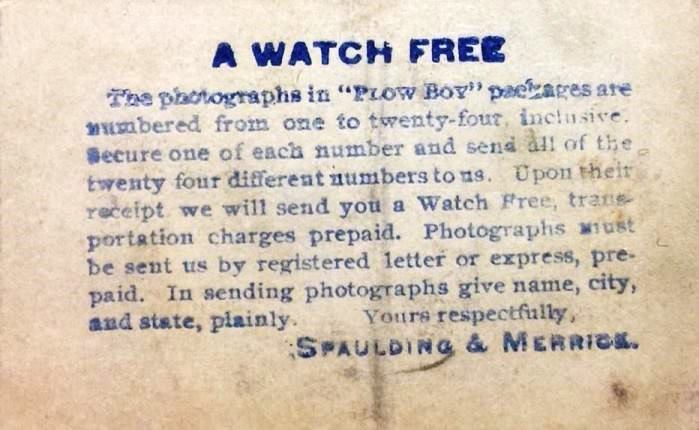 A WATCH FREE
The photographs in “PLOW BOY” packages are
numbered from one to twenty-four, inclusive.
Secure one of each number and send all of the
twenty four different numbers to us. Upon their
receipt we will send you a Watch Free, trans-
portation charges prepaid. Photographs must
be sent us by registered letter or express, pre-
paid. In sending photographs give name, city,
and state, plainly. Yours respectfully,
SPAULDING & MERRICK.